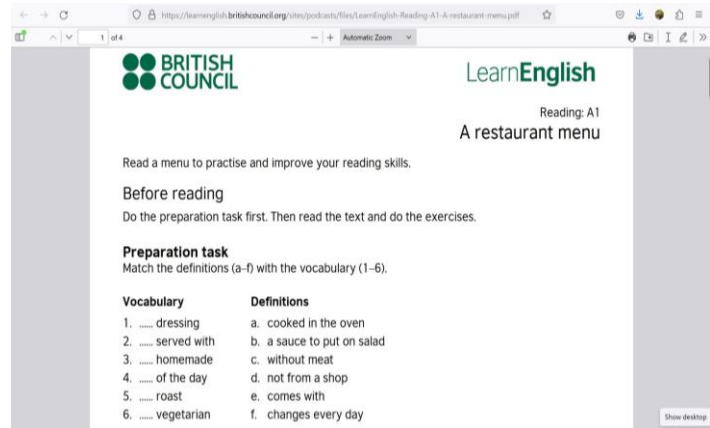 https://learnenglish.britishcouncil.org/sites/podcasts/files/LearnEnglish-Reading-A1-A-restaurant-menu.pdf
1 of 4
Automatic Zoom
BRITISH
COUNCIL
LearnEnglish
Reading: A1
A restaurant menu
Read a menu to practise and improve your reading skills.
Before reading
Do the preparation task first. Then read the text and do the exercises.
Preparation task
Match the definitions (a–f) with the vocabulary (1–6).
Vocabulary Definitions
1. ...... dressing a. cooked in the oven
2. ...... served with b. a sauce to put on salad
3. ...... homemade c. without meat
4. ...... of the day d. not from a shop
5. ...... roast e. comes with
6. ...... vegetarian f. changes every day
Show desktop